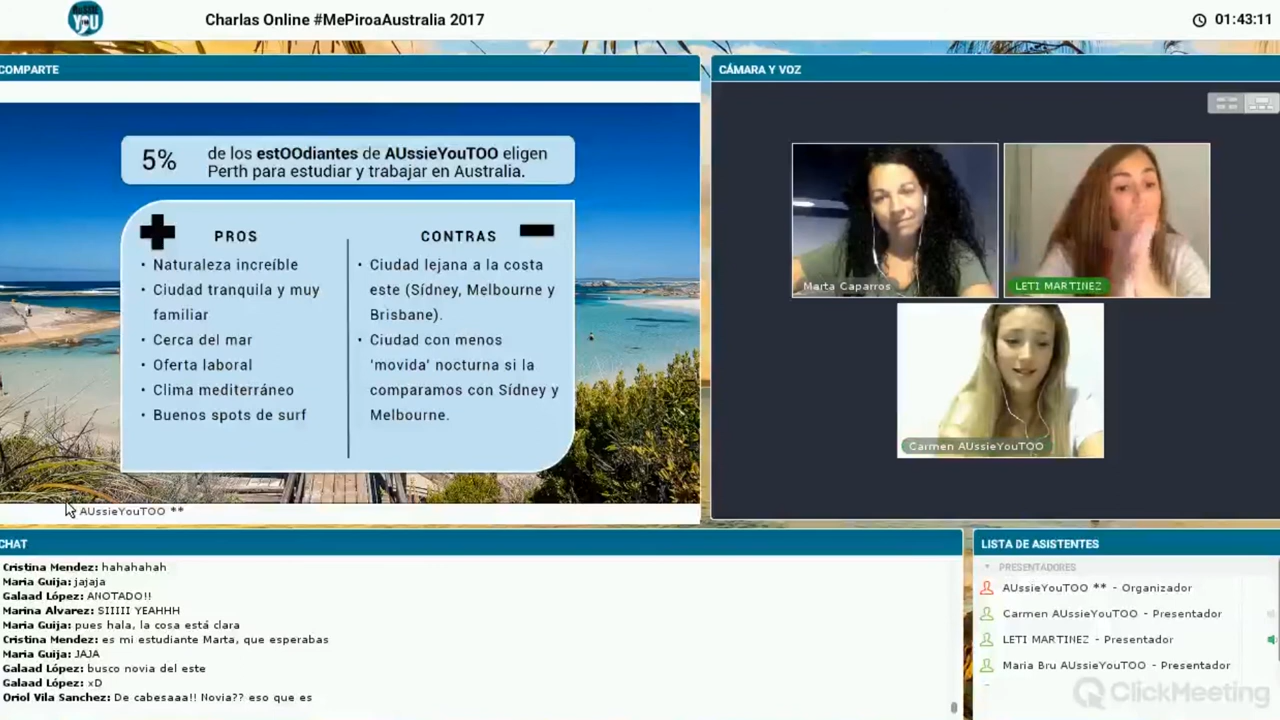 AUSSIE
YOU
Charlas Online #MePiroaAustralia 2017
01:43:11
COMPARTE
5%
de los estOOdiantes de AUssieYouTOO eligen
Perth para estudiar y trabajar en Australia.
PROS
• Naturaleza increíble
• Ciudad tranquila y muy
familiar
• Cerca del mar
• Oferta laboral
• Clima mediterráneo
• Buenos spots de surf
CONTRAS
• Ciudad lejana a la costa
este (Sídney, Melbourne y
Brisbane).
• Ciudad con menos
'movida' nocturna si la
comparamos con Sídney y
Melbourne.
AUssieYouTOO **
CÁMARA Y VOZ
Marta Caparros
LETI MARTINEZ
Carmen AUssieYouTOO
CHAT
Cristina Mendez: hahahahah
Maria Guija: jajaja
Galaad López: ANOTADO!!
Marina Alvarez: SIIIII YEAHHH
Maria Guija: pues hala, la cosa está clara
Cristina Mendez: es mi estudiante Marta, que esperabas
Maria Guija: JAJA
Galaad López: busco novia del este
Galaad López: xD
Oriol Vila Sanchez: De cabesaaa!! Novia?? eso que es
LISTA DE ASISTENTES
PRESENTADORES
AUssieYouTOO ** - Organizador
Carmen AUssieYouTOO - Presentador
LETI MARTINEZ - Presentador
Maria Bru AUssieYouTOO - Presentador
ClickMeeting